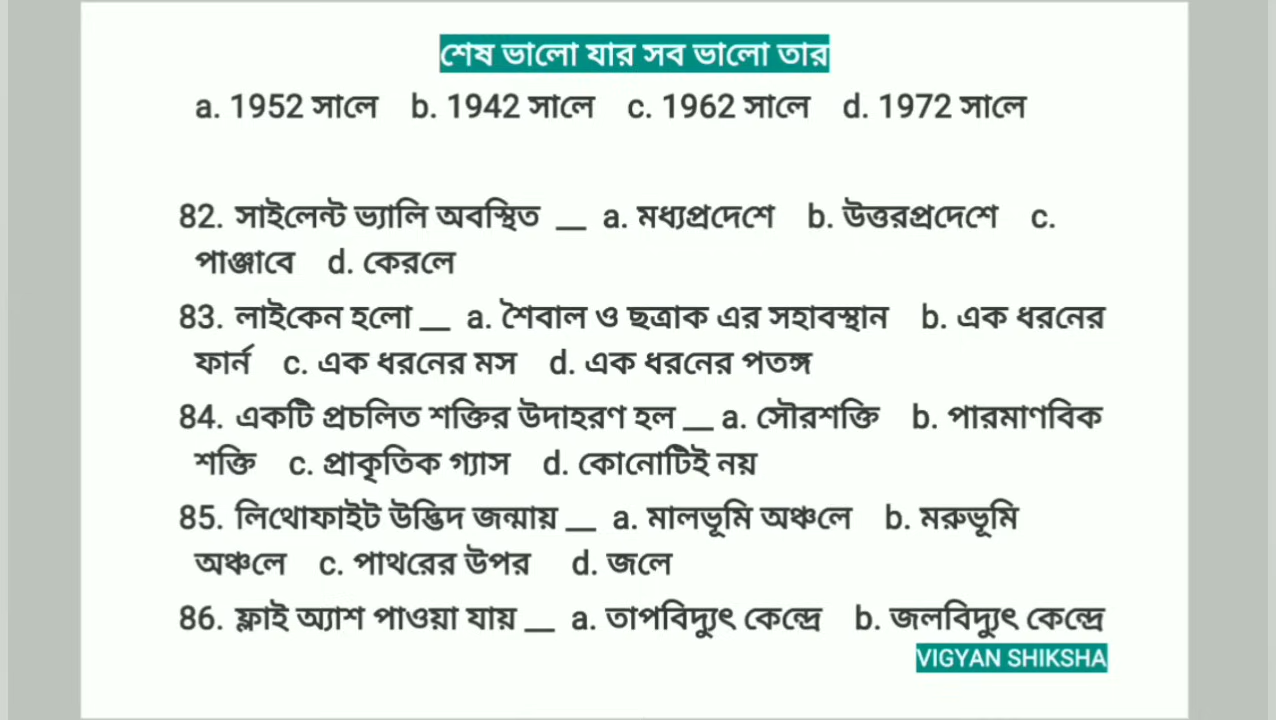 শেষ ভালো যার সব ভালো তার
a. 1952 সালে b. 1942 সালে c. 1962 সালে d. 1972 সালে
82. সাইলেন্ট ভ্যালি অবস্থিত __ a. মধ্যপ্রদেশে b. উত্তরপ্রদেশে c.
পাঞ্জাবে d. কেরলে
83. লাইকেন হলো __ a. শৈবাল ও ছত্রাক এর সহাবস্থান b. এক ধরনের
ফার্ন c. এক ধরনের মস d. এক ধরনের পতঙ্গ
84. একটি প্রচলিত শক্তির উদাহরণ হল __ a. সৌরশক্তি b. পারমাণবিক
শক্তি c. প্রাকৃতিক গ্যাস d. কোনোটিই নয়
85. লিথোফাইট উদ্ভিদ জন্মায় __ a. মালভূমি অঞ্চলে b. মরুভূমি
অঞ্চলে c. পাথরের উপর d. জলে
86. ফ্লাই অ্যাশ পাওয়া যায় __ a. তাপবিদ্যুৎ কেন্দ্রে b. জলবিদ্যুৎ কেন্দ্রে
VIGYAN SHIKSHA